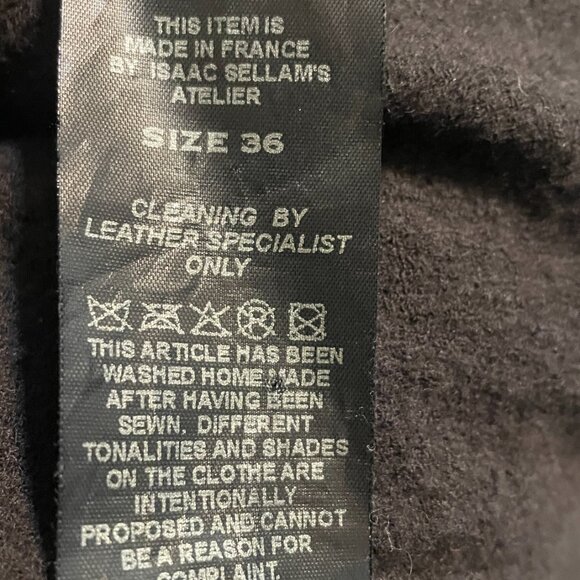 THIS ITEM IS
MADE IN FRANCE
BY ISAAC SELLAM'S
ATELIER
SIZE 36
CLEANING BY
LEATHER SPECIALIST
ONLY
THIS ARTICLE HAS BEEN
WASHED HOME MADE
AFTER HAVING BEEN
SEWN. DIFFERENT
TONALITIES AND SHADES
ON THE CLOTHE ARE
INTENTIONALLY
PROPOSED AND CANNOT
BE A REASON FOR
COMPLAINT.